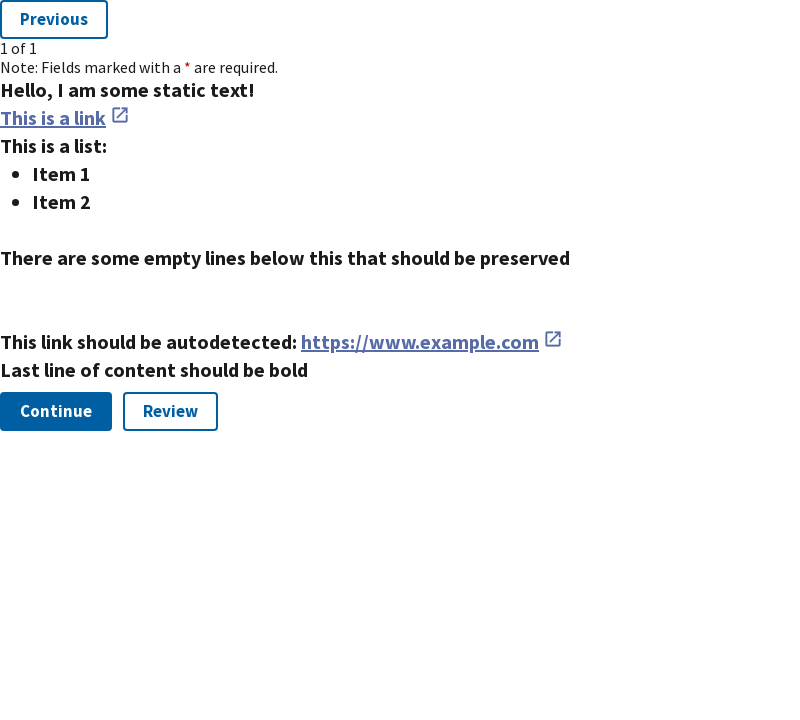 Previous
1 of 1
Note: Fields marked with a * are required.
Hello, I am some static text!
This is a link
This is a list:
• Item 1
• Item 2
There are some empty lines below this that should be preserved
This link should be autodetected: https://www.example.com
Last line of content should be bold
Continue Review